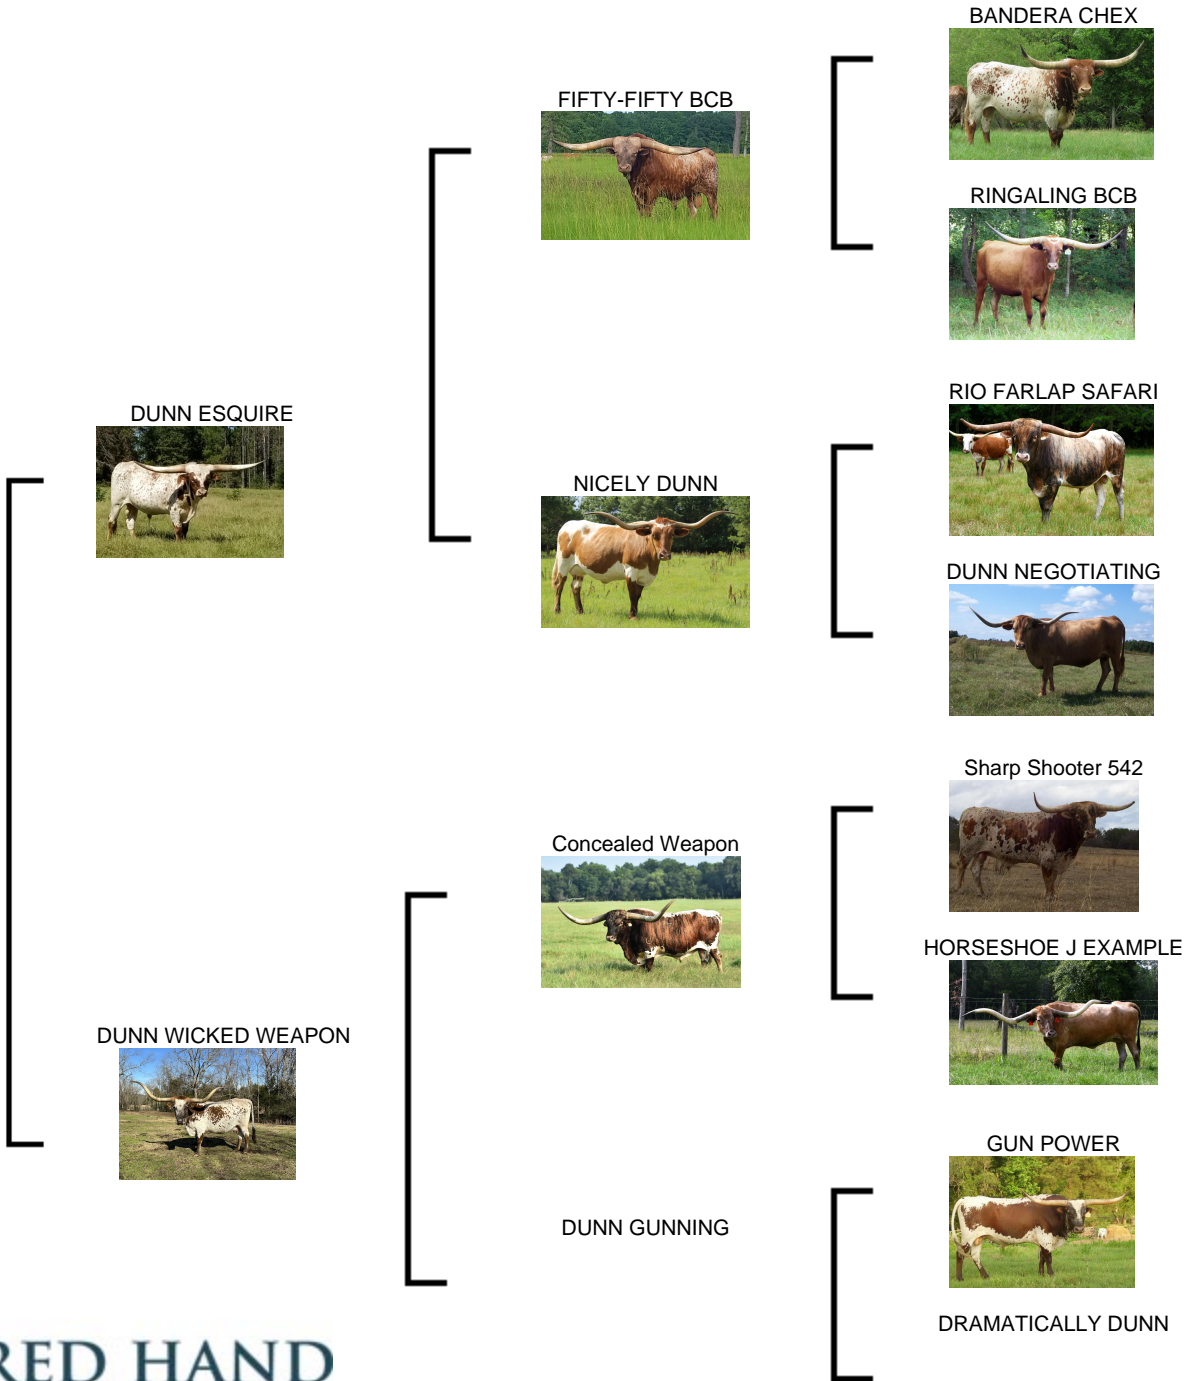 BANDERA CHEX
FIFTY-FIFTY BCB
RINGALING BCB
RIO FARLAP SAFARI
DUNN ESQUIRE
NICELY DUNN
DUNN NEGOTIATING
Sharp Shooter 542
Concealed Weapon
HORSESHOE J EXAMPLE
DUNN WICKED WEAPON
GUN POWER
DUNN GUNNING
DRAMATICALLY DUNN
RED HAND